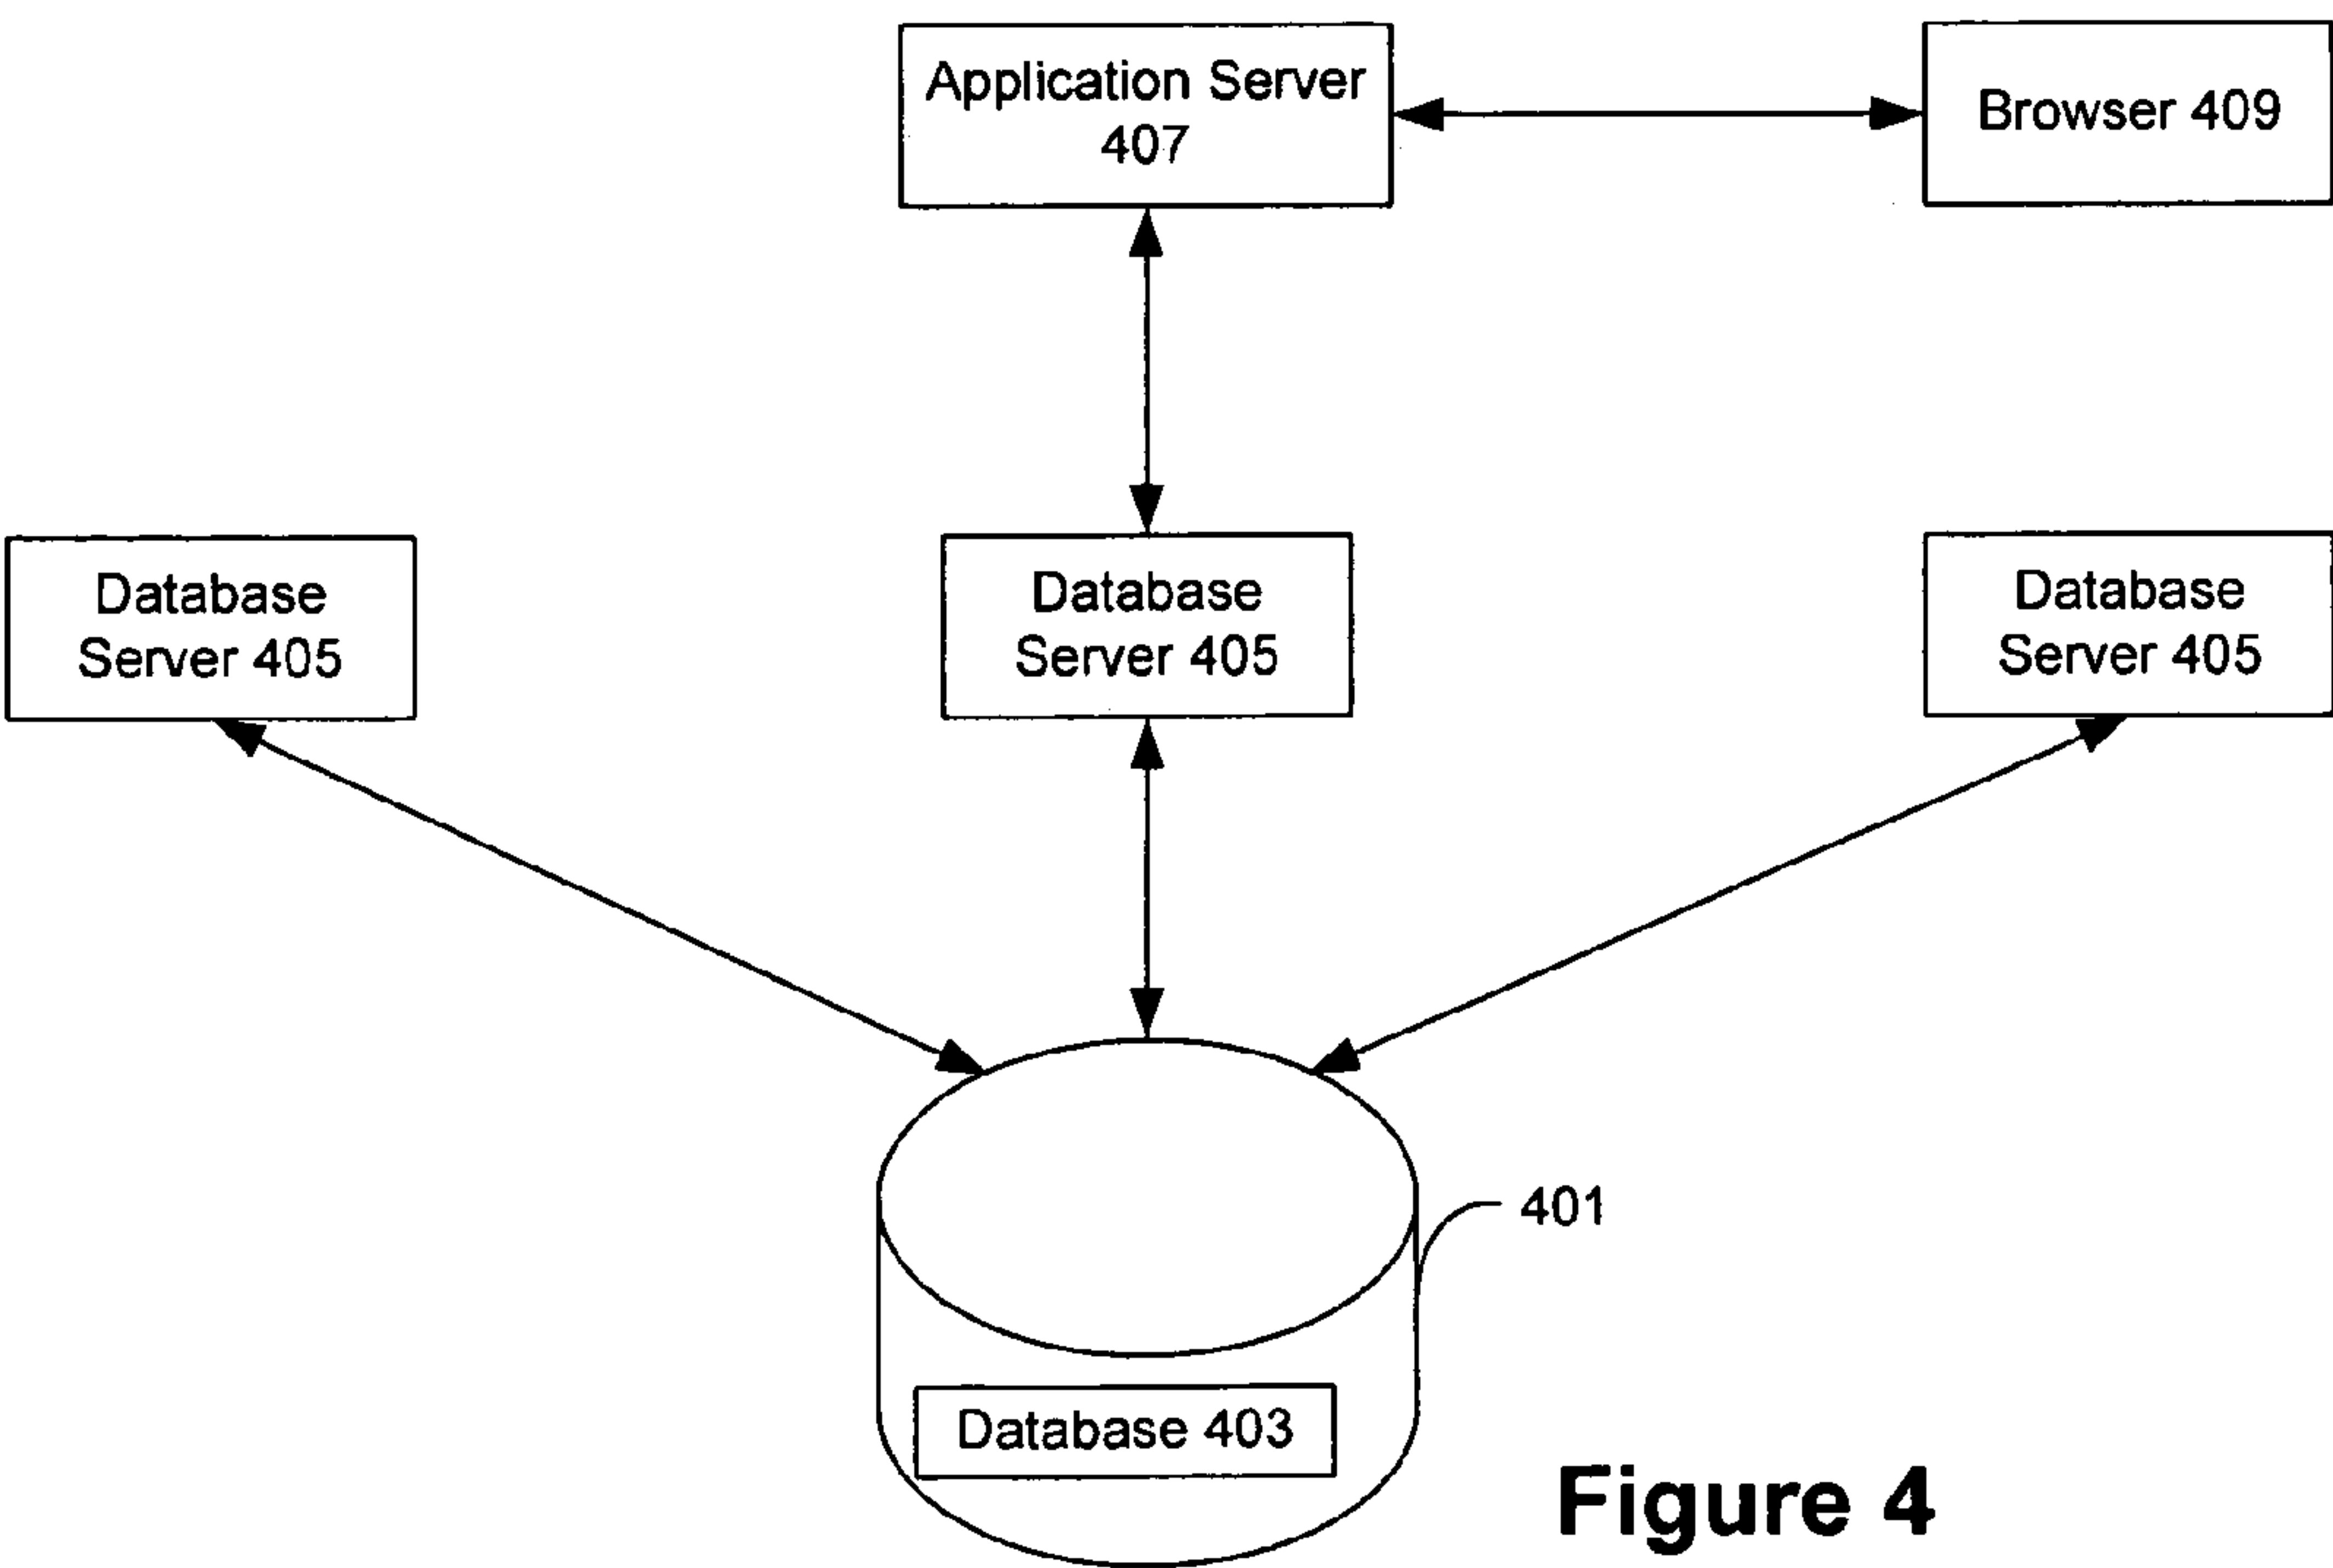 Application Server
407
Browser 409
Database
Server 405
Database
Server 405
Database
Server 405
401
Database 403
Figure 4